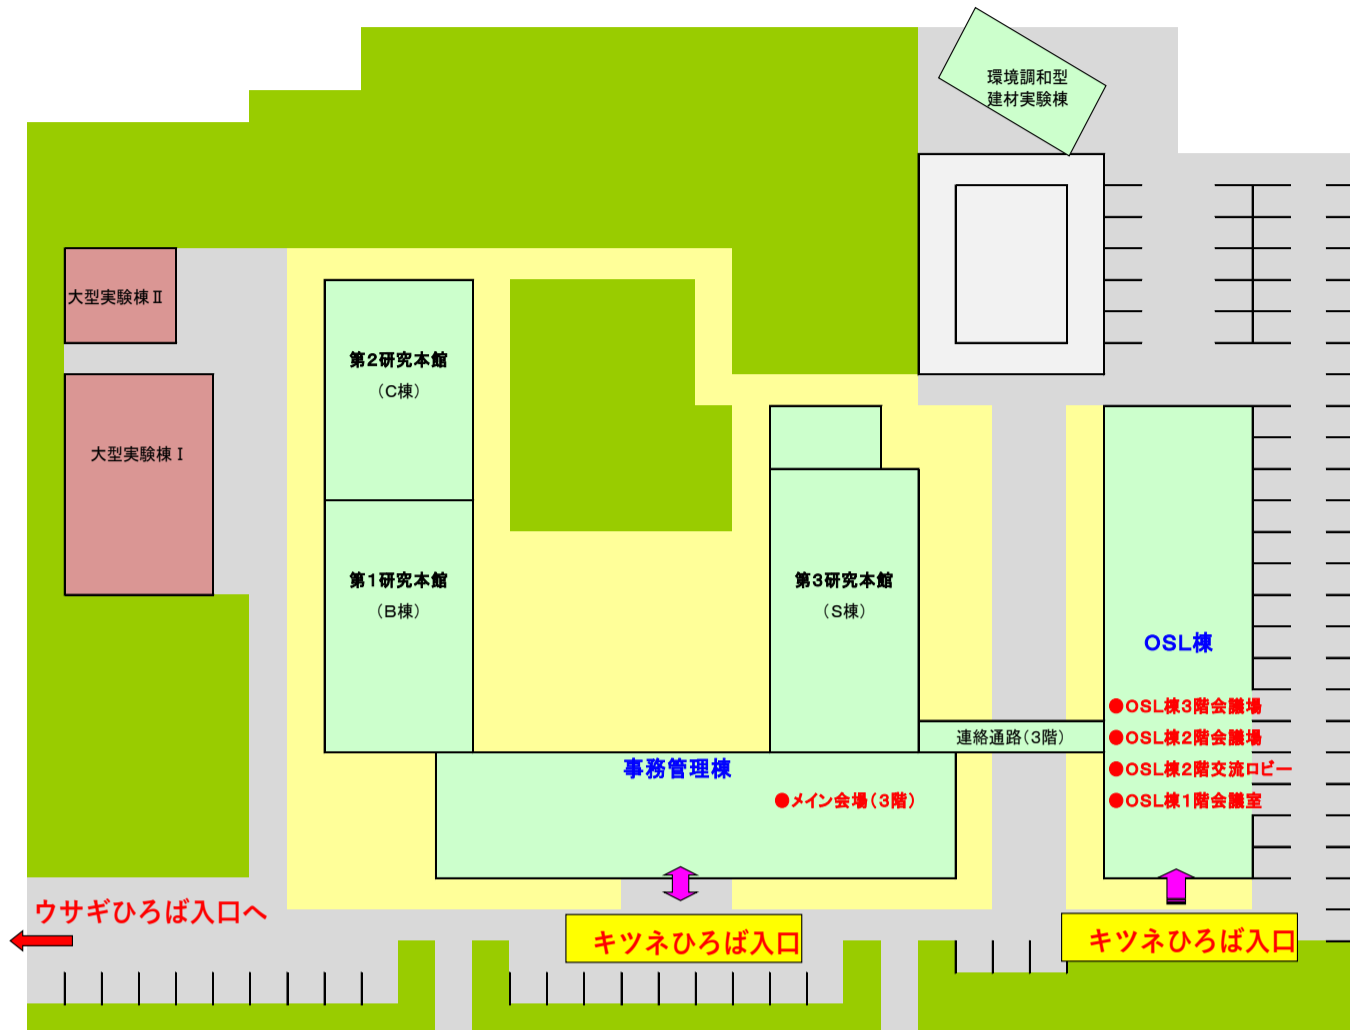 環境調和型
建材実験棟
大型実験棟Ⅱ
第2研究本館
（C棟）
大型実験棟Ⅰ
第1研究本館
（B棟）
第3研究本館
（S棟）
OSL棟
●OSL棟3階会議場
連絡通路（3階）
●OSL棟2階会議場
事務管理棟
●OSL棟2階交流ロビー
●メイン会場（3階）
●OSL棟1階会議室
ウサギひろば入口へ
キツネひろば入口
キツネひろば入口